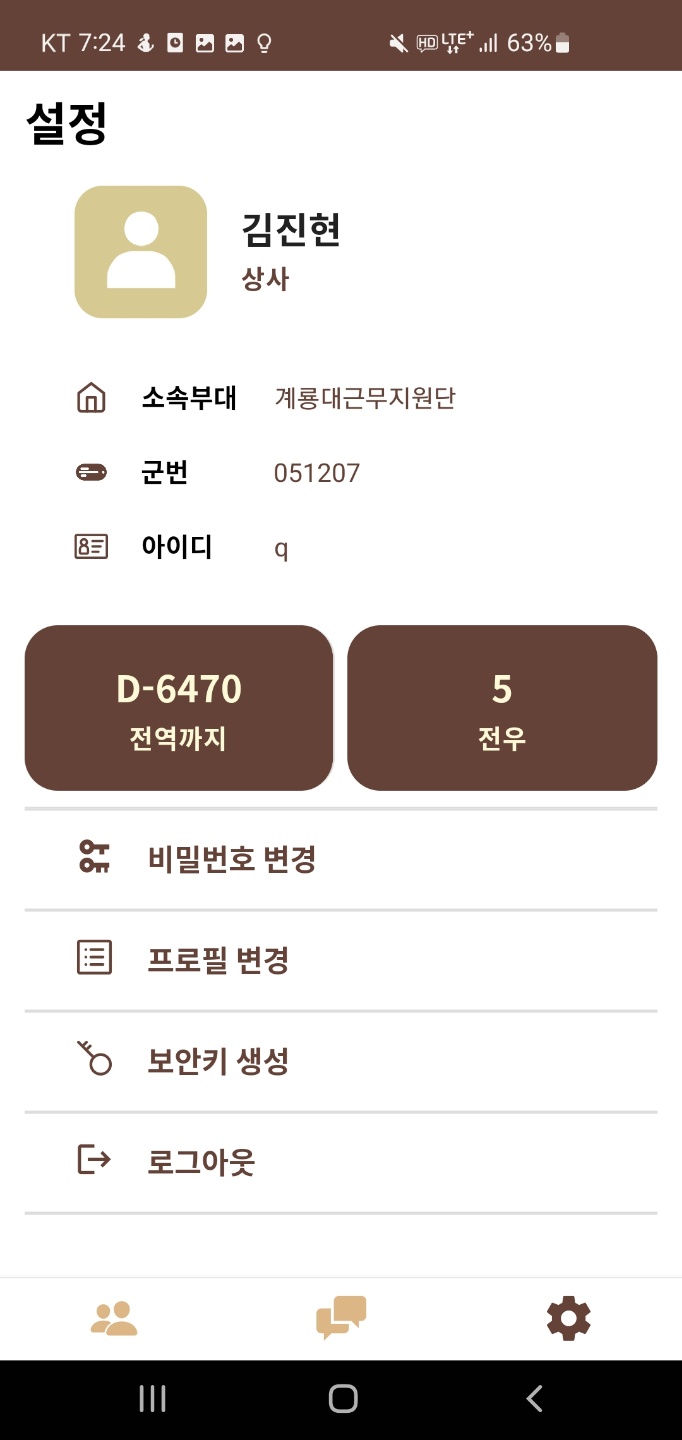 KT 7:24 HD LTE+ 63%
설정
김진현
상사
소속부대 계룡대근무지원단
군번 051207
아이디 q
D-6470 5
전역까지 전우
비밀번호 변경
프로필 변경
보안키 생성
로그아웃